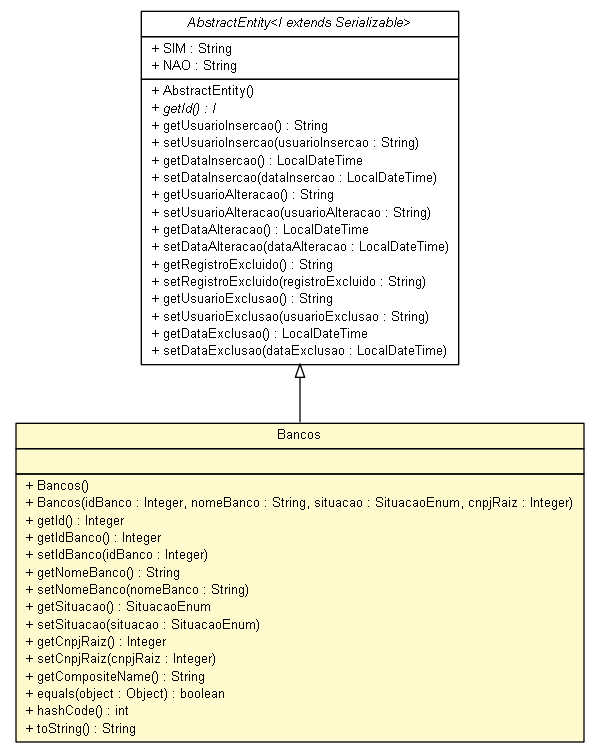 AbstractEntity<I extends Serializable>
+ SIM : String
+ NAO : String
+ AbstractEntity()
+ getId() : I
+ getUsuarioInsercao() : String
+ setUsuarioInsercao(usuarioInsercao : String)
+ getDataInsercao() : LocalDateTime
+ setDataInsercao(dataInsercao : LocalDateTime)
+ getUsuarioAlteracao() : String
+ setUsuarioAlteracao(usuarioAlteracao : String)
+ getDataAlteracao() : LocalDateTime
+ setDataAlteracao(dataAlteracao : LocalDateTime)
+ getRegistroExcluido() : String
+ setRegistroExcluido(registroExcluido : String)
+ getUsuarioExclusao() : String
+ setUsuarioExclusao(usuarioExclusao : String)
+ getDataExclusao() : LocalDateTime
+ setDataExclusao(dataExclusao : LocalDateTime)
Bancos
+ Bancos()
+ Bancos(idBanco : Integer, nomeBanco : String, situacao : SituacaoEnum, cnpjRaiz : Integer)
+ getId() : Integer
+ getIdBanco() : Integer
+ setIdBanco(idBanco : Integer)
+ getNomeBanco() : String
+ setNomeBanco(nomeBanco : String)
+ getSituacao() : SituacaoEnum
+ setSituacao(situacao : SituacaoEnum)
+ getCnpjRaiz() : Integer
+ setCnpjRaiz(cnpjRaiz : Integer)
+ getCompositeName() : String
+ equals(object : Object) : boolean
+ hashCode() : int
+ toString() : String